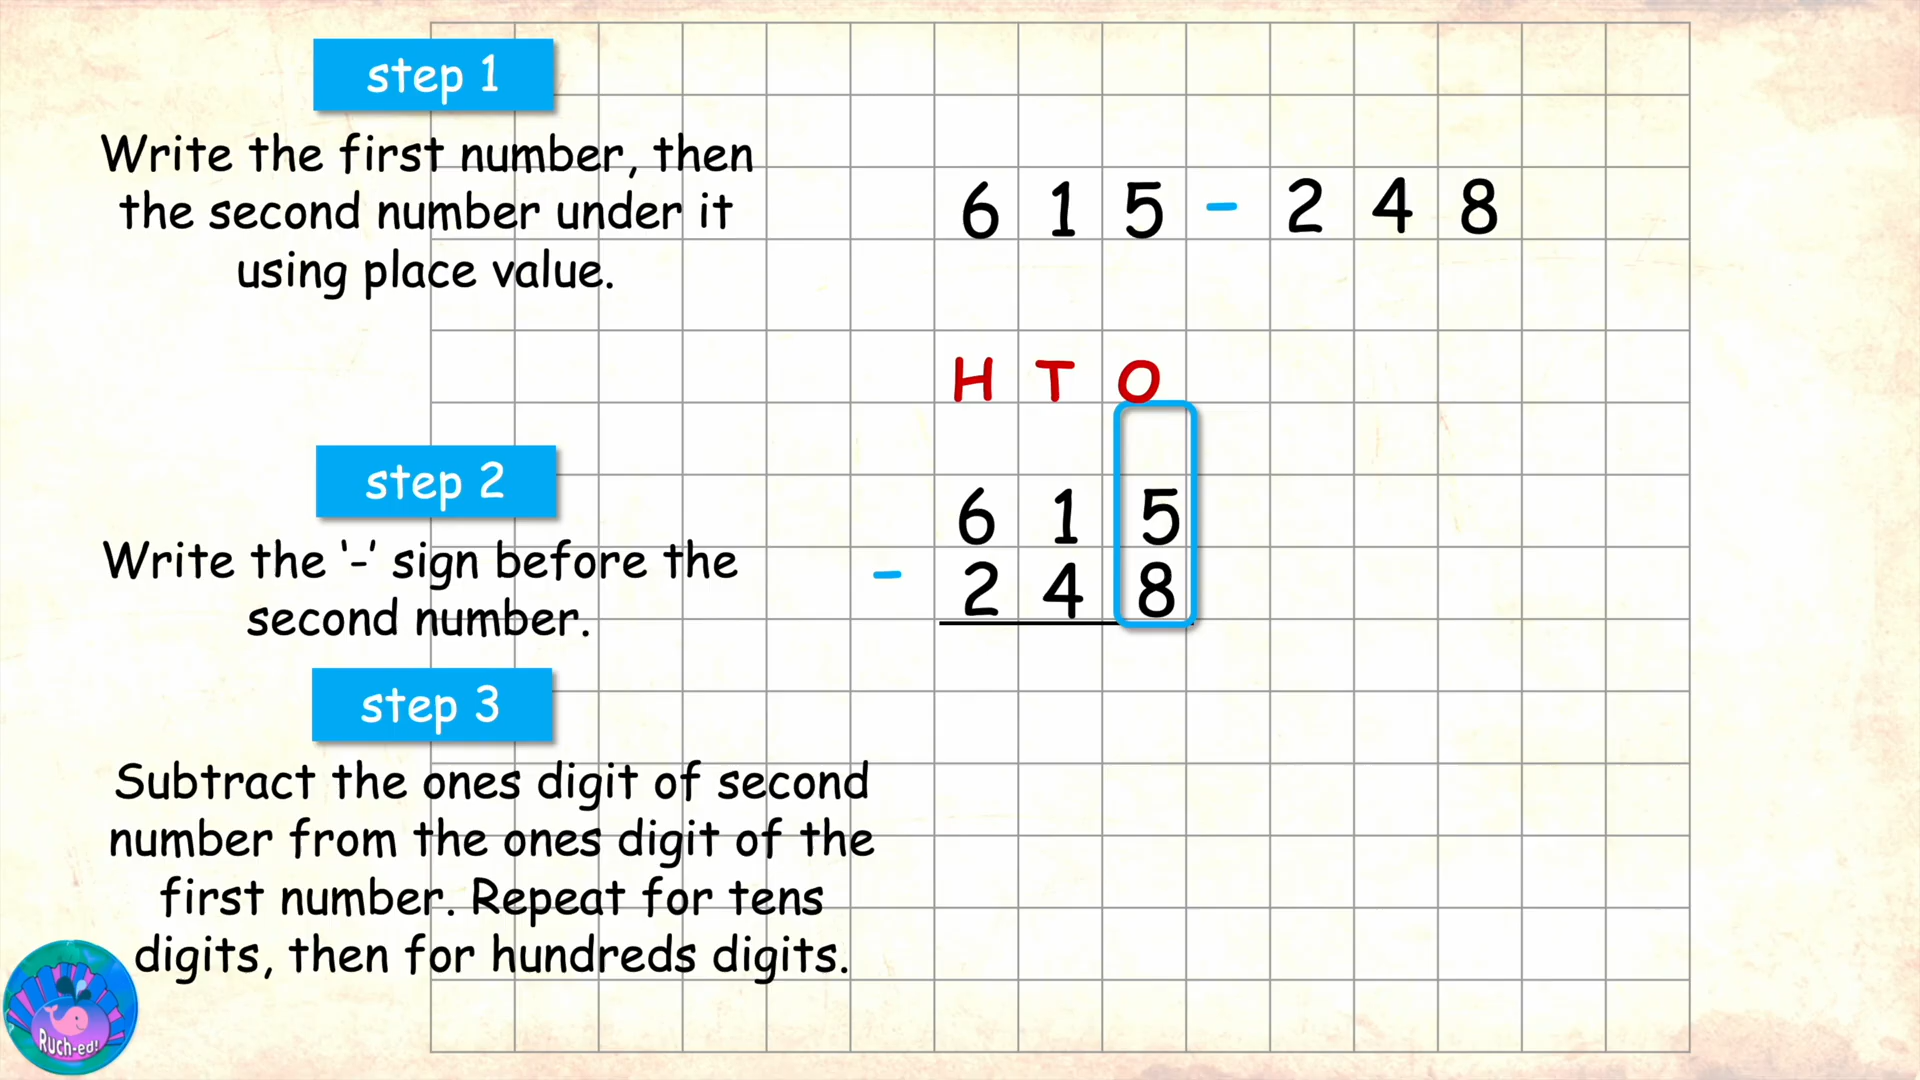 step 1
Write the first number, then
the second number under it
using place value.
6 1 5 - 2 4 8
H T O
6 1 5
- 2 4 8
step 2
Write the '-' sign before the
second number.
step 3
Subtract the ones digit of second
number from the ones digit of the
first number. Repeat for tens
digits, then for hundreds digits.
Ruch-ed!